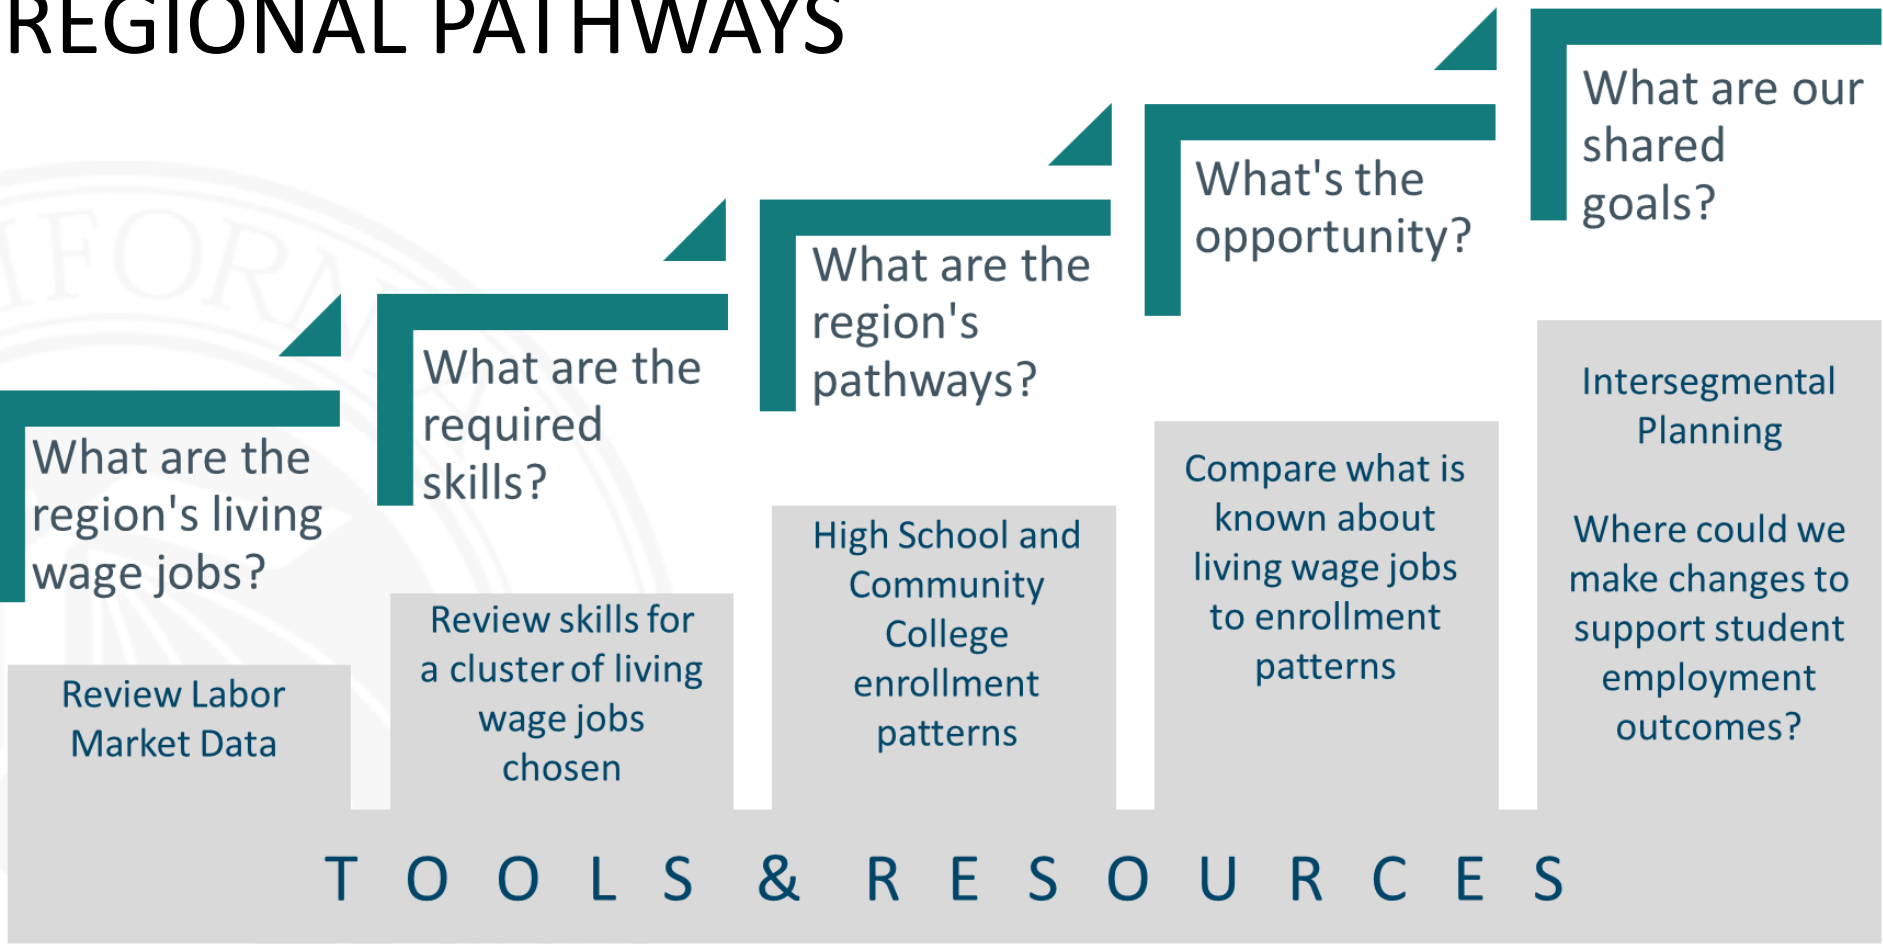 REGIONAL PATHWAYS
What are the
region's living
wage jobs?
Review Labor
Market Data
What are the
required
skills?
Review skills for
a cluster of living
wage jobs
chosen
What are the
region's
pathways?
High School and
Community
College
enrollment
patterns
What's the
opportunity?
Compare what is
known about
living wage jobs
to enrollment
patterns
What are our
shared
goals?
Intersegmental
Planning
Where could we
make changes to
support student
employment
outcomes?
TOOLS & RESOURCES